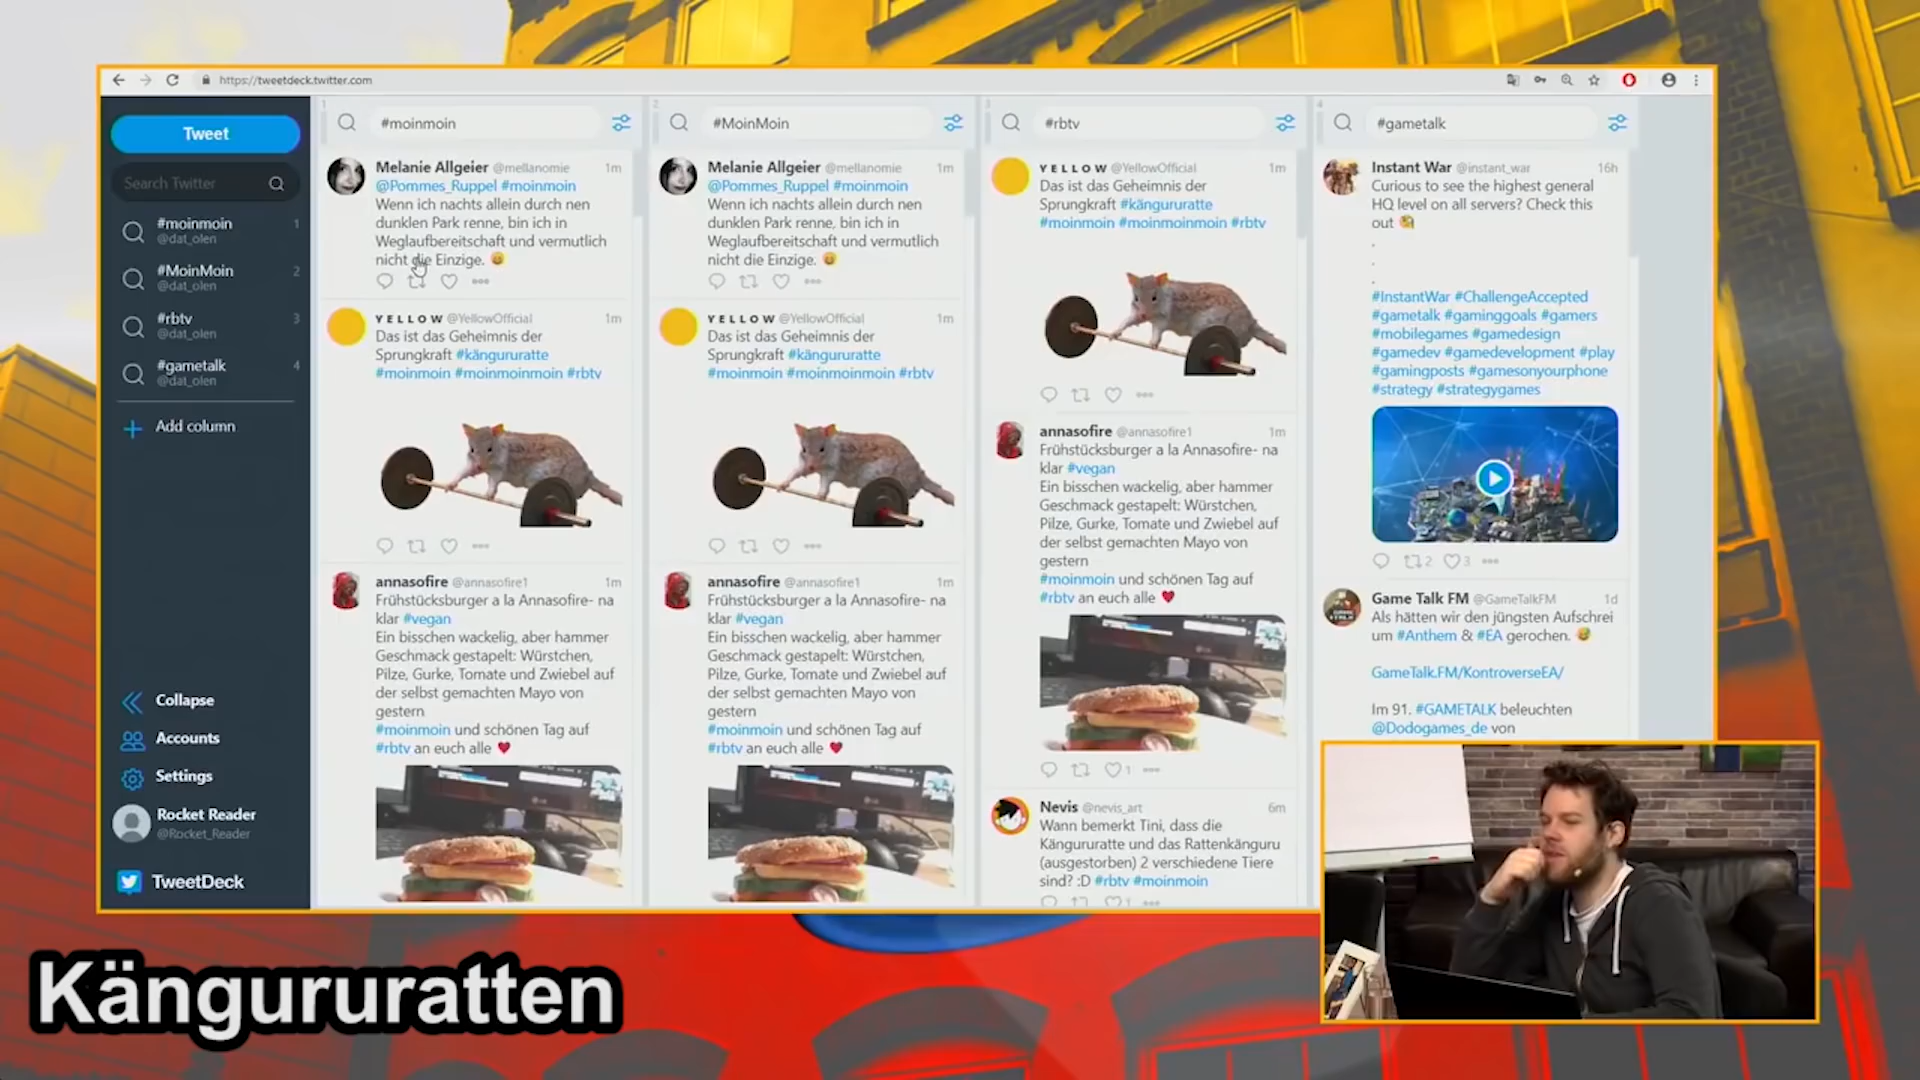 https://tweetdeck.twitter.com
Tweet
Search Twitter
#moinmoin
1
@dat_olen
#MoinMoin
2
@dat_olen
#rbtv
3
@dat_olen
#gametalk
4
@dat_olen
Add column
Collapse
Accounts
Settings
Rocket Reader
@Rocket_Reader
TweetDeck
1
#moinmoin
Melanie Allgeier @mellanomie 1m
@Pommes_Ruppel #moinmoin
Wenn ich nachts allein durch nen
dunklen Park renne, bin ich in
Weglaufbereitschaft und vermutlich
nicht die Einzige. 😄
YELLOW @YellowOfficial 1m
Das ist das Geheimnis der
Sprungkraft #kängururatte
#moinmoin #moinmoinmoin #rbtv
annasofire @annasofire1 1m
Frühstücksburger a la Annasofire- na
klar #vegan
Ein bisschen wackelig, aber hammer
Geschmack gestapelt: Würstchen,
Pilze, Gurke, Tomate und Zwiebel auf
der selbst gemachten Mayo von
gestern
#moinmoin und schönen Tag auf
#rbtv an euch alle ♥
2
#MoinMoin
Melanie Allgeier @mellanomie 1m
@Pommes_Ruppel #moinmoin
Wenn ich nachts allein durch nen
dunklen Park renne, bin ich in
Weglaufbereitschaft und vermutlich
nicht die Einzige. 😄
YELLOW @YellowOfficial 1m
Das ist das Geheimnis der
Sprungkraft #kängururatte
#moinmoin #moinmoinmoin #rbtv
annasofire @annasofire1 1m
Frühstücksburger a la Annasofire- na
klar #vegan
Ein bisschen wackelig, aber hammer
Geschmack gestapelt: Würstchen,
Pilze, Gurke, Tomate und Zwiebel auf
der selbst gemachten Mayo von
gestern
#moinmoin und schönen Tag auf
#rbtv an euch alle ♥
3
#rbtv
YELLOW @YellowOfficial 1m
Das ist das Geheimnis der
Sprungkraft #kängururatte
#moinmoin #moinmoinmoin #rbtv
annasofire @annasofire1 1m
Frühstücksburger a la Annasofire- na
klar #vegan
Ein bisschen wackelig, aber hammer
Geschmack gestapelt: Würstchen,
Pilze, Gurke, Tomate und Zwiebel auf
der selbst gemachten Mayo von
gestern
#moinmoin und schönen Tag auf
#rbtv an euch alle ♥
1
Nevis @nevis_art 6m
Wann bemerkt Tini, dass die
Kängururatte und das Rattenkänguru
(ausgestorben) 2 verschiedene Tiere
sind? :D #rbtv #moinmoin
1
4
#gametalk
Instant War @instant_war 16h
Curious to see the highest general
HQ level on all servers? Check this
out
.
.
.
#InstantWar #ChallengeAccepted
#gametalk #gaminggoals #gamers
#mobilegames #gamedesign
#gamedev #gamedevelopment #play
#gamingposts #gamesonyourphone
#strategy #strategygames
2 3
Game Talk FM @GameTalkFM 1d
Als hätten wir den jüngsten Aufschrei
um #Anthem & #EA gerochen.
GameTalk.FM/KontroverseEA/
Im 91. #GAMETALK beleuchten
@Dodogames_de von
Kängururatten